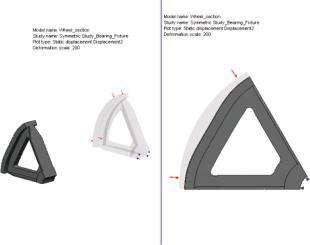 Model name: Wheel_section
Study name: Symmetric Study_Bearing_Fixture
Plot type: Static displacement Displacement2
Deformation scale: 200
Model name: Wheel_section
Study name: Symmetric Study_Bearing_Fixture
Plot type: Static displacement Displacement2
Deformation scale: 200